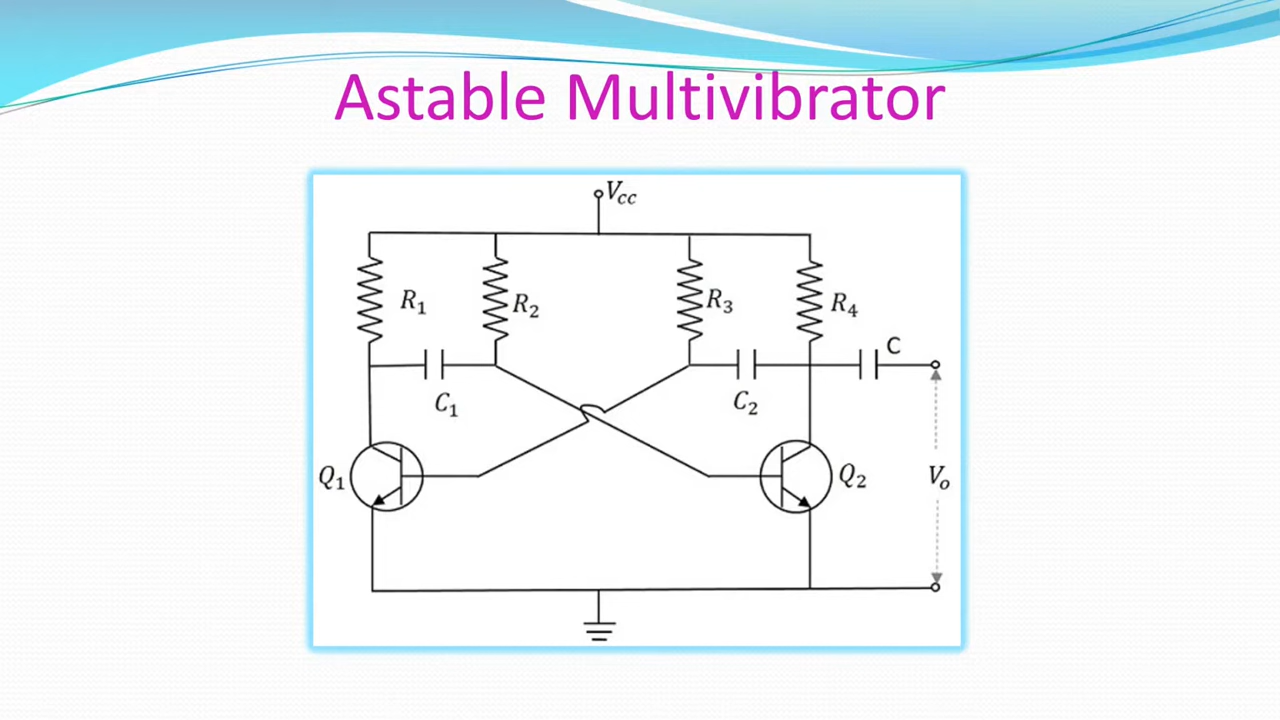 Astable Multivibrator
Vcc
R1
R2
R3
R4
C
C1
C2
Q1
Q2
Vo